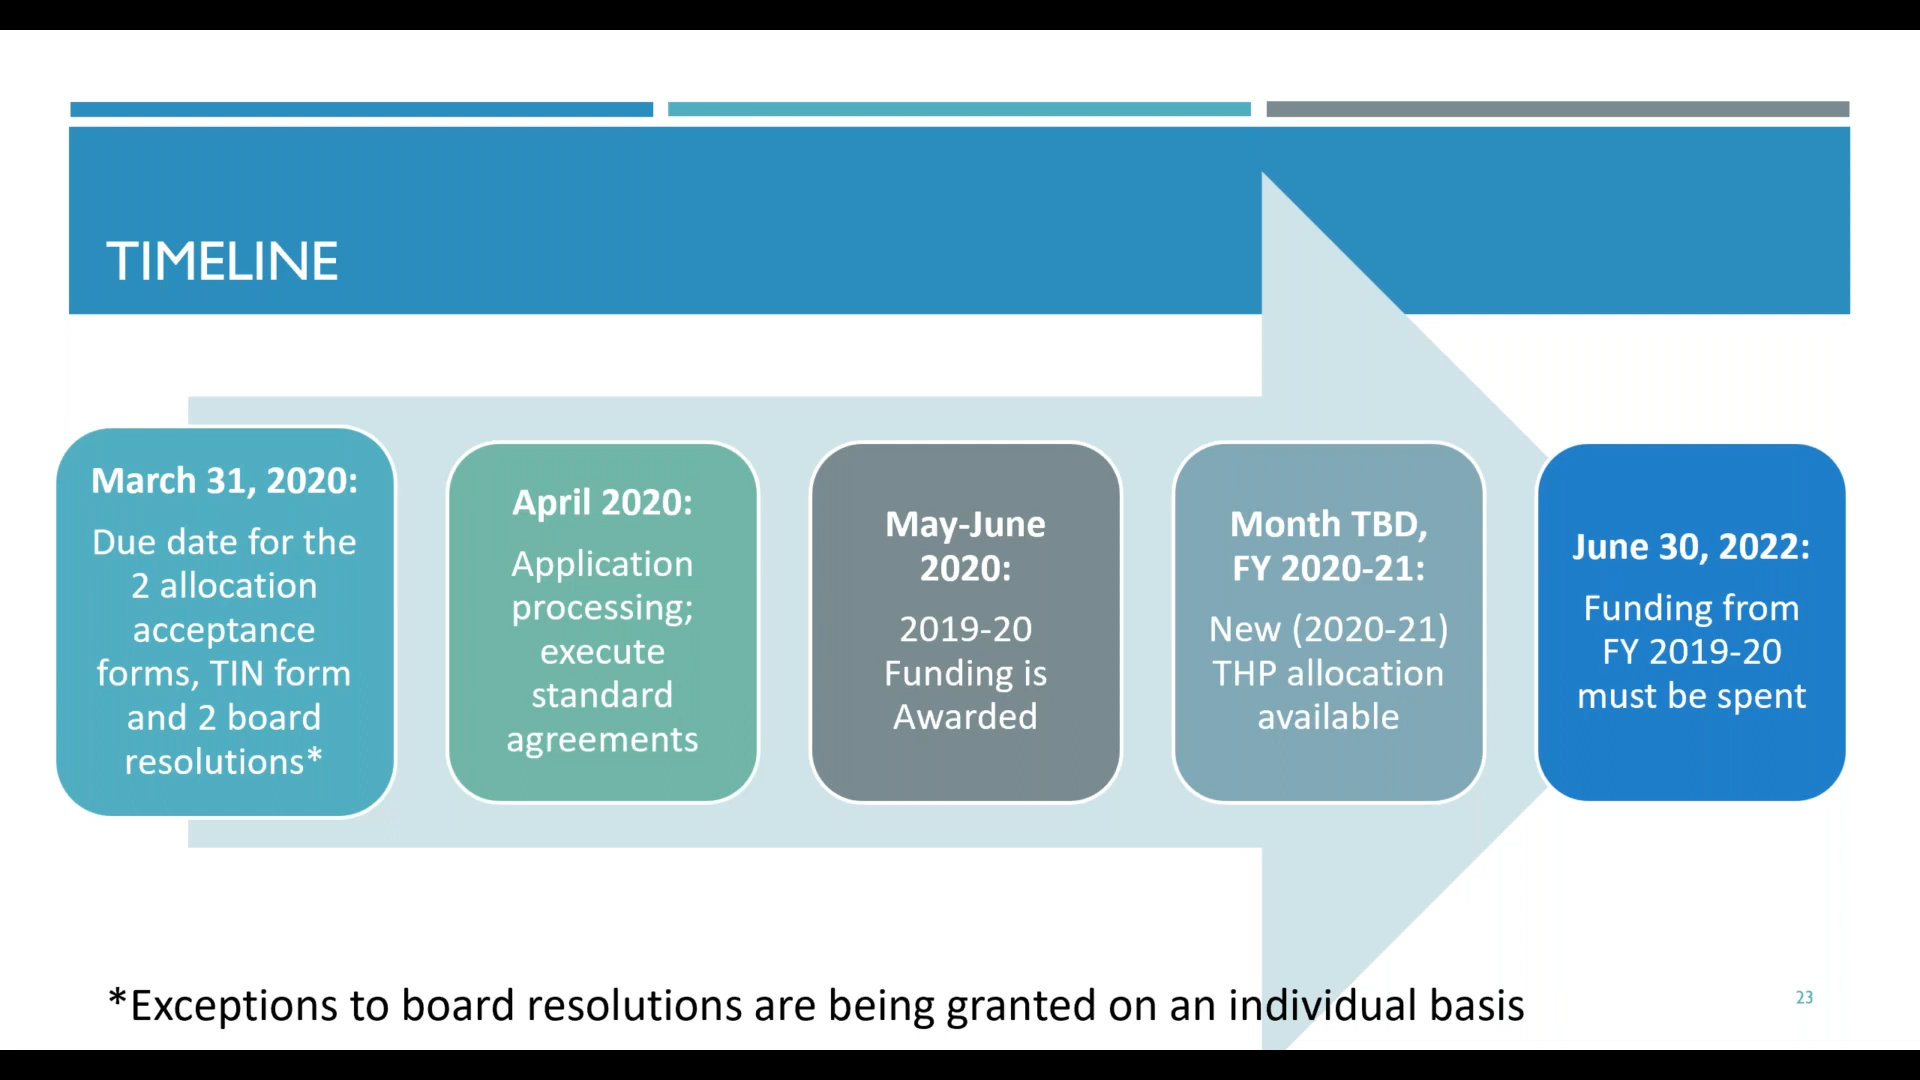 TIMELINE
March 31, 2020:
Due date for the
2 allocation
acceptance
forms, TIN form
and 2 board
resolutions*
April 2020:
Application
processing;
execute
standard
agreements
May-June
2020:
2019-20
Funding is
Awarded
Month TBD,
FY 2020-21:
New (2020-21)
THP allocation
available
June 30, 2022:
Funding from
FY 2019-20
must be spent
*Exceptions to board resolutions are being granted on an individual basis
23